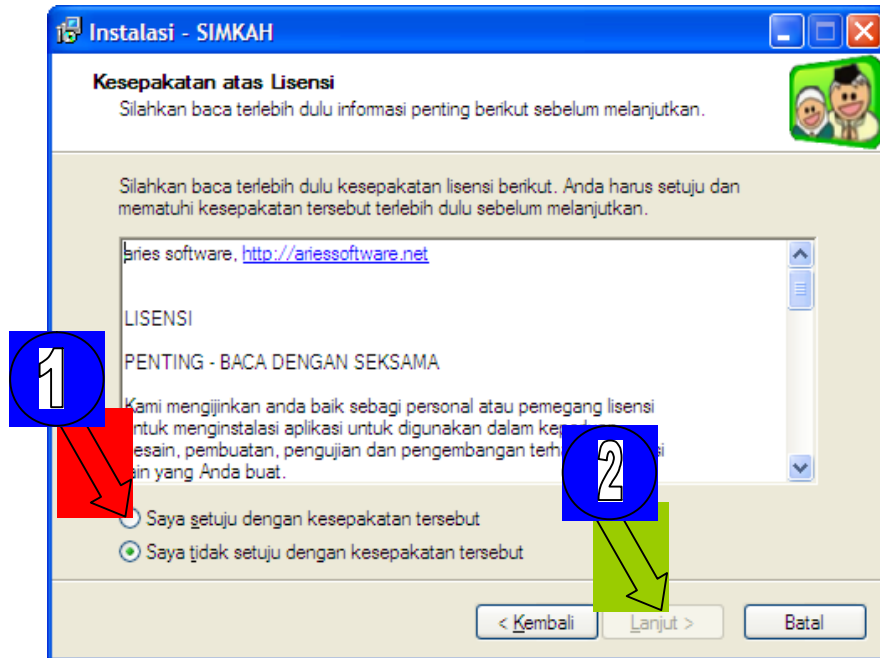 Instalasi - SIMKAH
Kesepakatan atas Lisensi
Silahkan baca terlebih dulu informasi penting berikut sebelum melanjutkan.
Silahkan baca terlebih dulu kesepakatan lisensi berikut. Anda harus setuju dan
mematuhi kesepakatan tersebut terlebih dulu sebelum melanjutkan.
aries software, http://ariessoftware.net
LISENSI
PENTING - BACA DENGAN SEKSAMA
1
Kami mengijinkan anda baik sebagi personal atau pemegang lisensi
untuk menginstalasi aplikasi untuk digunakan dalam
desain, pembuatan, pengujian dan pengembangan
lain yang Anda buat.
2
Saya setuju dengan kesepakatan tersebut
Saya tidak setuju dengan kesepakatan tersebut
< Kembali
Lanjut >
Batal